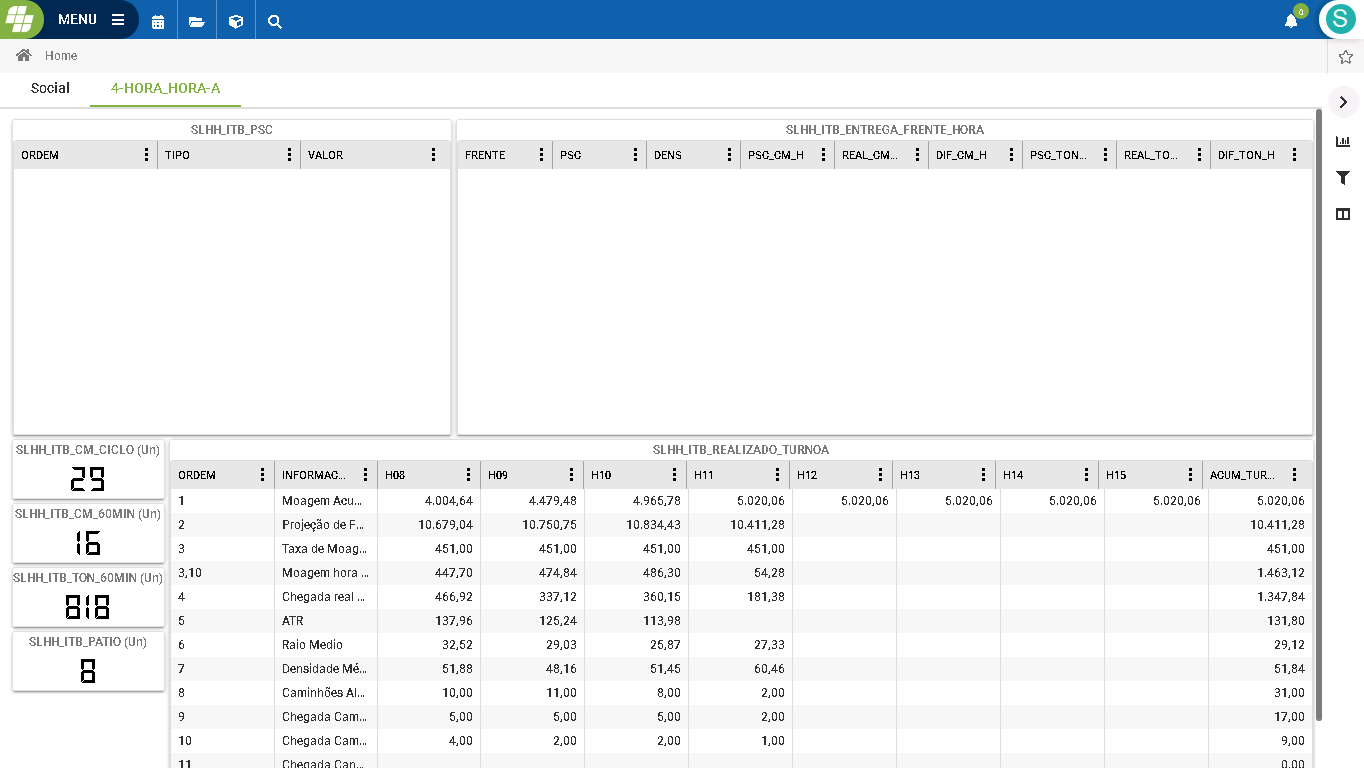 MENU
0
S
Home
Social 4-HORA_HORA-A
SLHH_ITB_PSC
ORDEM TIPO VALOR
SLHH_ITB_ENTREGA_FRENTE_HORA
FRENTE PSC DENS PSC_CM_H REAL_CM... DIF_CM_H PSC_TON... REAL_TO... DIF_TON_H
SLHH_ITB_CM_CICLO (Un)
29
SLHH_ITB_CM_60MIN (Un)
16
SLHH_ITB_TON_60MIN (Un)
818
SLHH_ITB_PATIO (Un)
8
SLHH_ITB_REALIZADO_TURNOA
ORDEM INFORMAC... H08 H09 H10 H11 H12 H13 H14 H15 ACUM_TUR...
1 Moagem Acu... 4.004,64 4.479,48 4.965,78 5.020,06 5.020,06 5.020,06 5.020,06 5.020,06 5.020,06
2 Projeção de F... 10.679,04 10.750,75 10.834,43 10.411,28 10.411,28
3 Taxa de Moag... 451,00 451,00 451,00 451,00 451,00
3,10 Moagem hora ... 447,70 474,84 486,30 54,28 1.463,12
4 Chegada real ... 466,92 337,12 360,15 181,38 1.347,84
5 ATR 137,96 125,24 113,98 131,80
6 Raio Medio 32,52 29,03 25,87 27,33 29,12
7 Densidade Mé... 51,88 48,16 51,45 60,46 51,84
8 Caminhões Al... 10,00 11,00 8,00 2,00 31,00
9 Chegada Cam... 5,00 5,00 5,00 2,00 17,00
10 Chegada Cam... 4,00 2,00 2,00 1,00 9,00
11 Chegada Can... 0,00